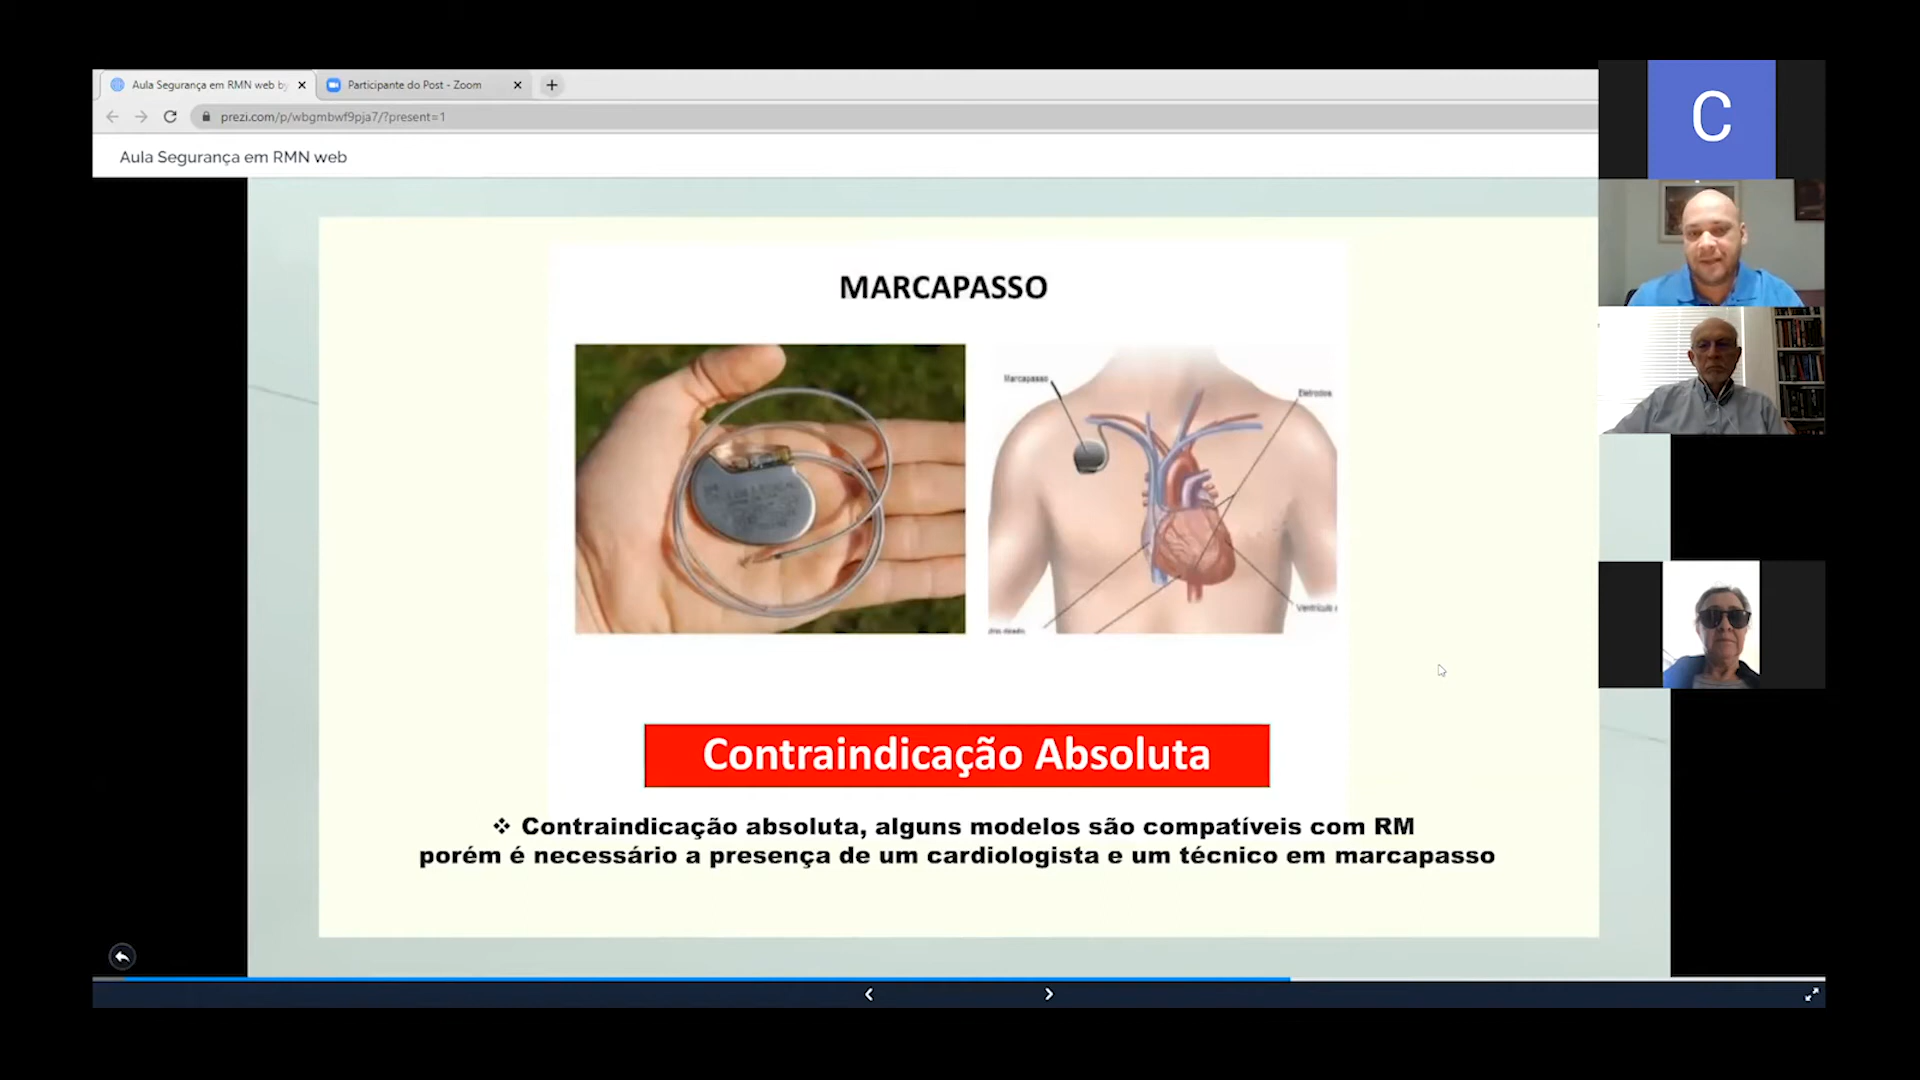 Aula Segurança em RMN web by
Participante do Post - Zoom
prezi.com/p/wbgmbwf9pja7/?present=1
Aula Segurança em RMN web
C
MARCAPASSO
Marcapasso
Eletrodos
Ventrículo
Contraindicação Absoluta
❖ Contraindicação absoluta, alguns modelos são compatíveis com RM
porém é necessário a presença de um cardiologista e um técnico em marcapasso